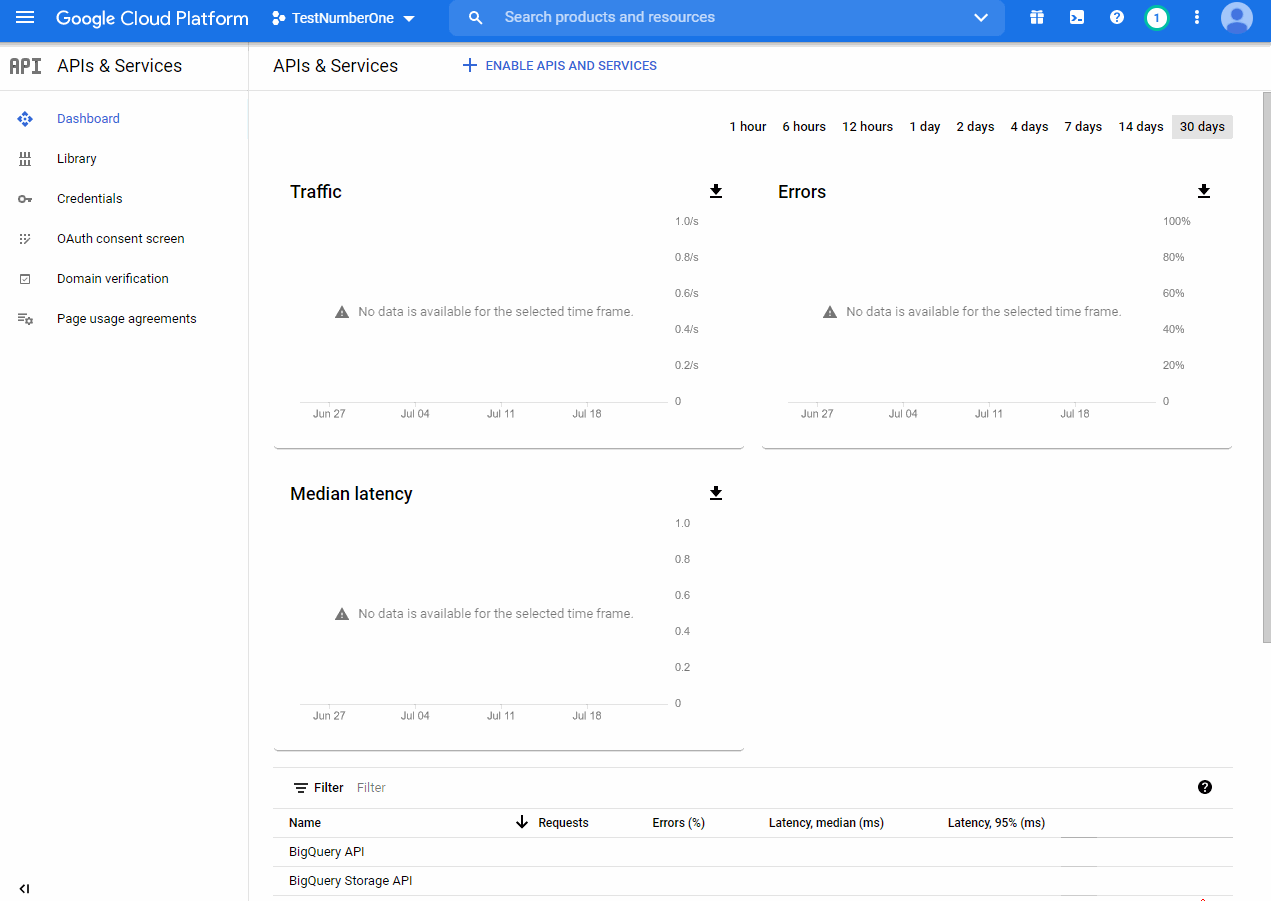 Google Cloud Platform TestNumberOne Search products and resources 1
API APIs & Services APIs & Services ENABLE APIS AND SERVICES
Dashboard
Library
Credentials
OAuth consent screen
Domain verification
Page usage agreements
1 hour 6 hours 12 hours 1 day 2 days 4 days 7 days 14 days 30 days
Traffic
1.0/s
0.8/s
0.6/s
No data is available for the selected time frame.
0.4/s
0.2/s
0
Jun 27 Jul 04 Jul 11 Jul 18
Errors
100%
80%
60%
No data is available for the selected time frame.
40%
20%
0
Jun 27 Jul 04 Jul 11 Jul 18
Median latency
1.0
0.8
0.6
No data is available for the selected time frame.
0.4
0.2
0
Jun 27 Jul 04 Jul 11 Jul 18
Filter Filter
Name Requests Errors (%) Latency, median (ms) Latency, 95% (ms)
BigQuery API
BigQuery Storage API